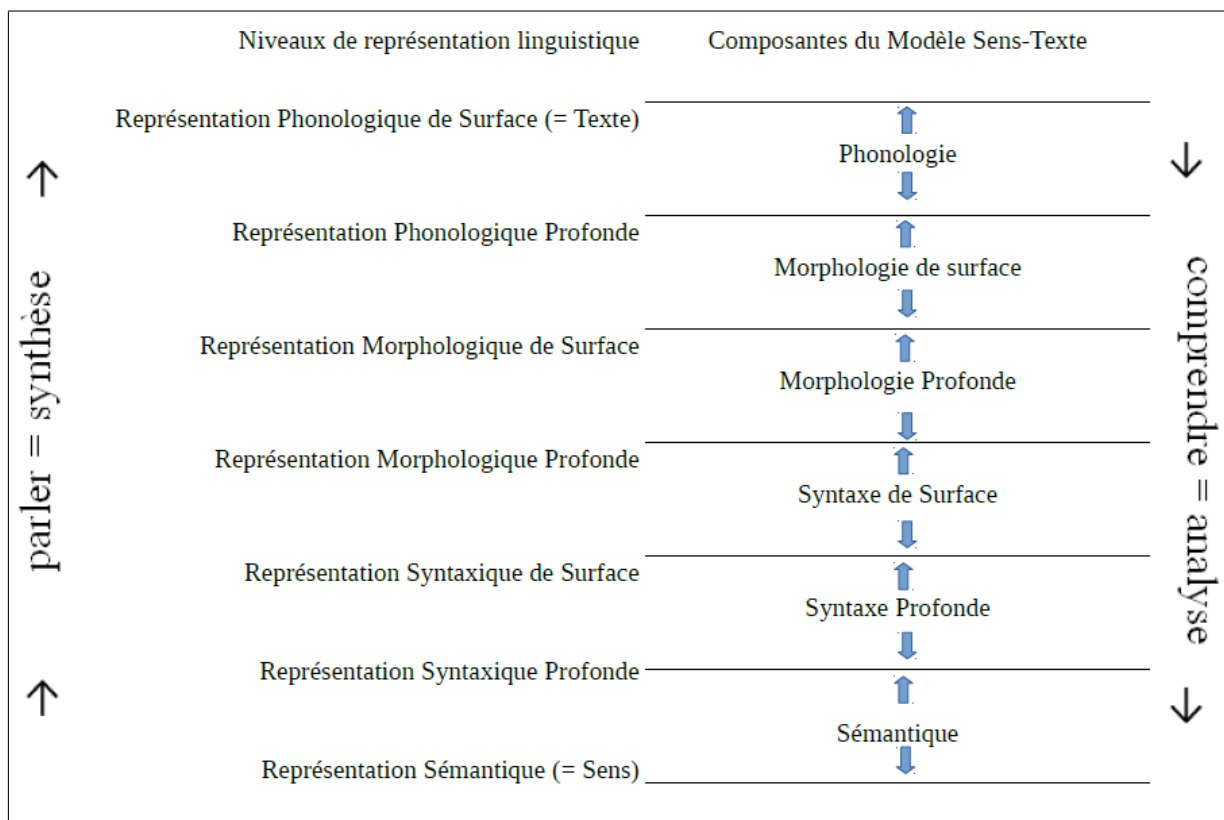 Niveaux de représentation linguistique
Composantes du Modèle Sens-Texte
Représentation Phonologique de Surface (= Texte)
Phonologie
Représentation Phonologique Profonde
Morphologie de surface
Représentation Morphologique de Surface
Morphologie Profonde
Représentation Morphologique Profonde
Syntaxe de Surface
Représentation Syntaxique de Surface
Syntaxe Profonde
Représentation Syntaxique Profonde
Sémantique
Représentation Sémantique (= Sens)
parler = synthèse
comprendre = analyse